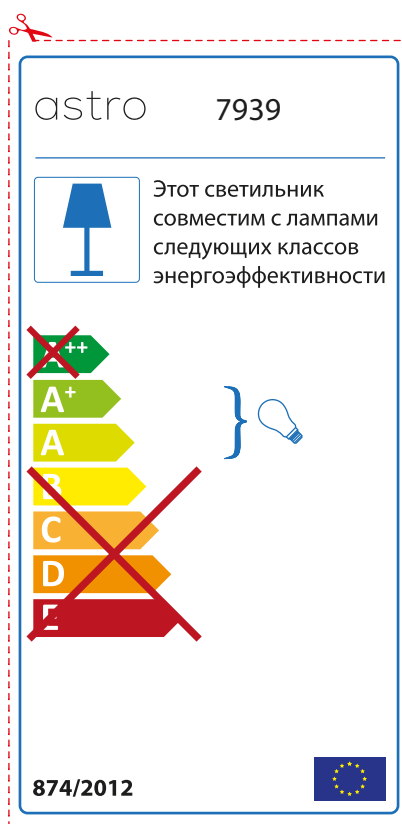 astro 7939
Этот светильник
совместим с лампами
следующих классов
энергоэффективности
A++
A+
A
B
C
D
E
874/2012